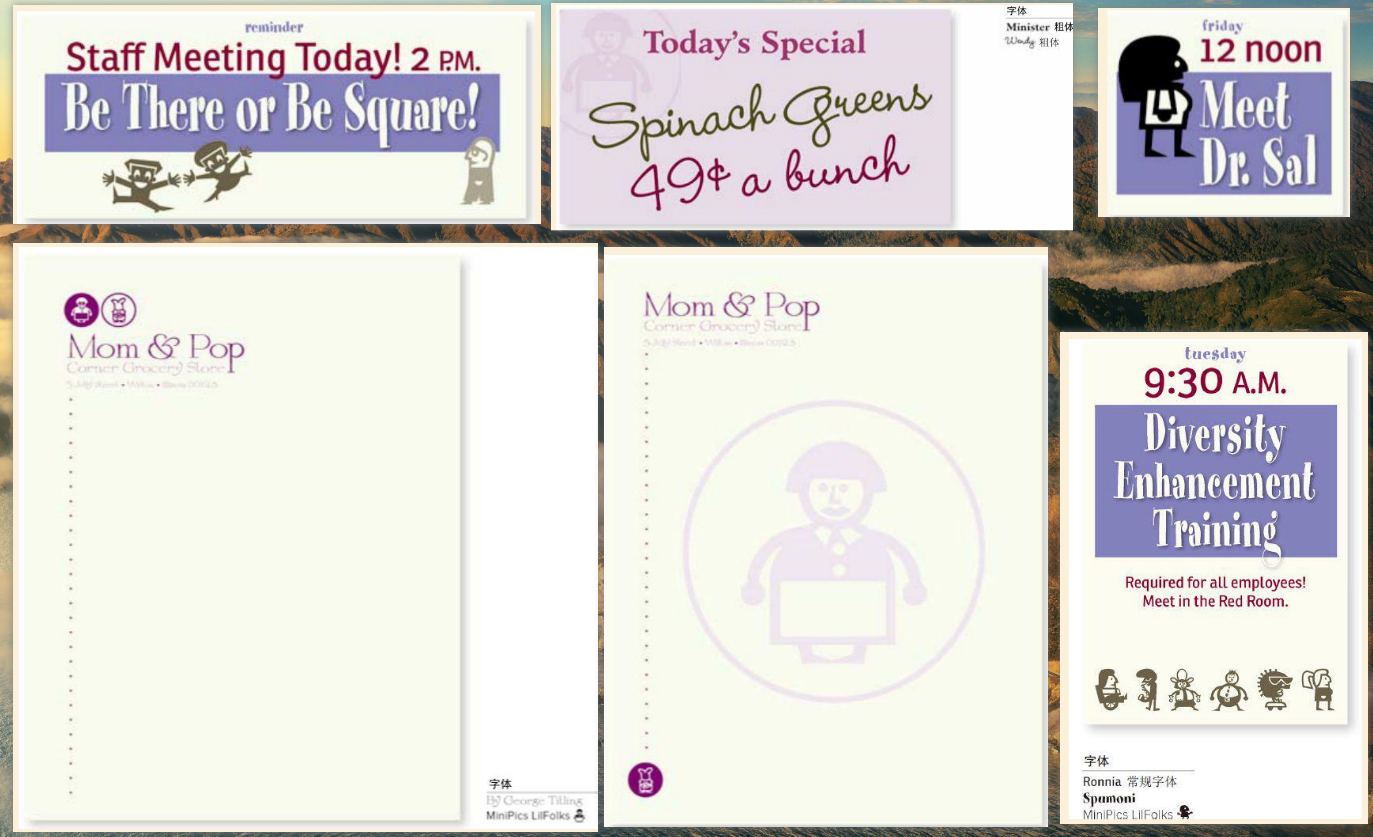 reminder
Staff Meeting Today! 2 P.M.
Be There or Be Square!
Today's Special
Spinach Greens
49¢ a bunch
字体
Minister 粗体
Wendy 粗体
friday
12 noon
Meet
Dr. Sal
Mom & Pop
Corner Grocery Store
字体
By George Titling
MiniPics LilFolks
Mom & Pop
Corner Grocery Store
tuesday
9:30 A.M.
Diversity
Enhancement
Training
Required for all employees!
Meet in the Red Room.
字体
Ronnia 常规字体
Spumoni
MiniPics LilFolks